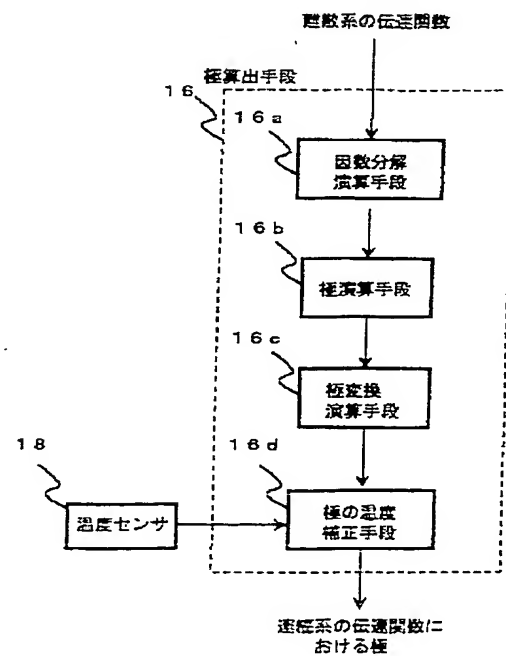 離散系の伝達関数
極算出手段
16
16a
因数分解
演算手段
16b
極演算手段
16c
極変換
演算手段
18
16d
温度センサ
極の温度
補正手段
連続系の伝達関数に
おける極